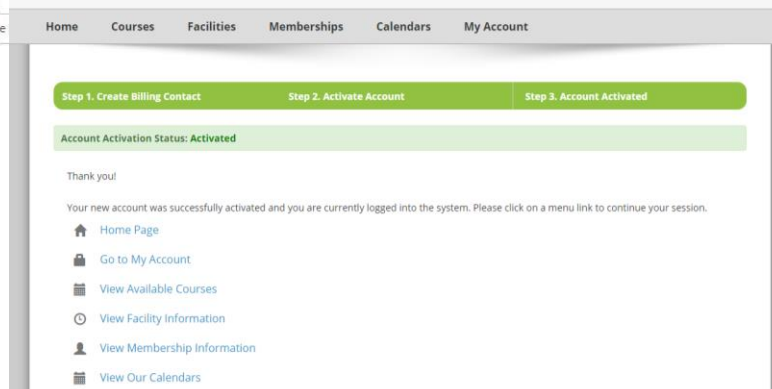 e
Home Courses Facilities Memberships Calendars My Account
Step 1. Create Billing Contact Step 2. Activate Account Step 3. Account Activated
Account Activation Status: Activated
Thank you!
Your new account was successfully activated and you are currently logged into the system. Please click on a menu link to continue your session.
Home Page
Go to My Account
View Available Courses
View Facility Information
View Membership Information
View Our Calendars